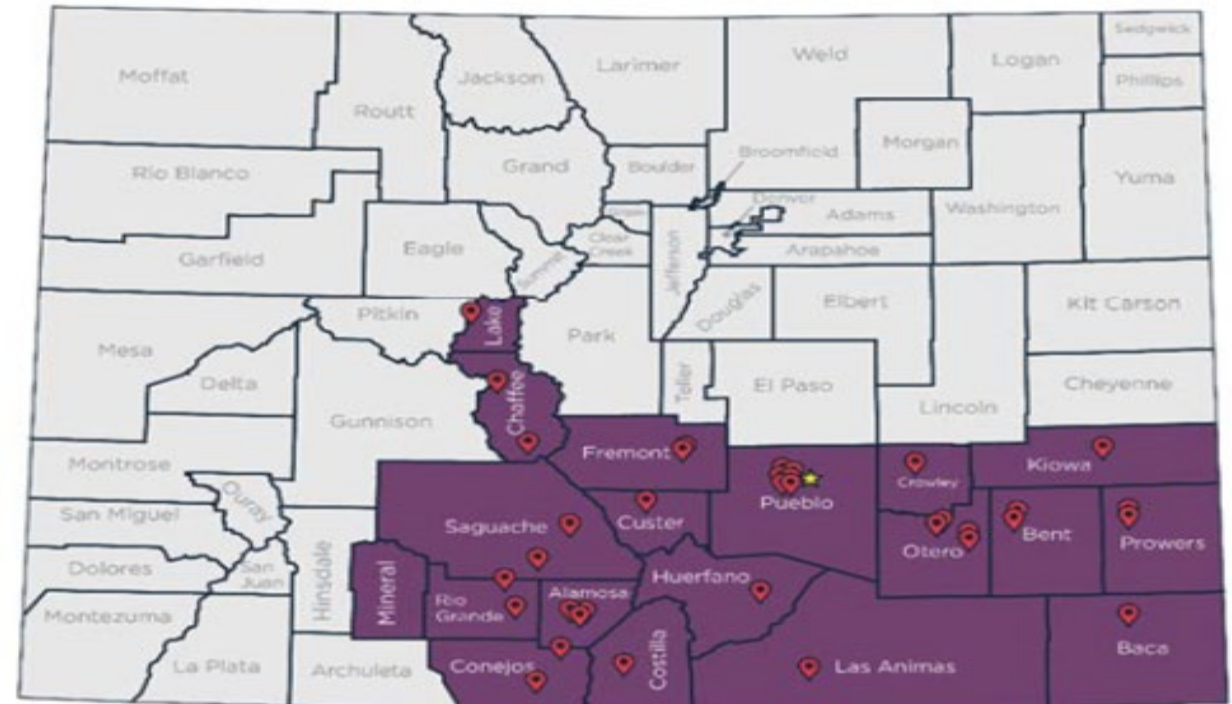 Moffat
Routt
Jackson
Larimer
Weld
Logan
Sedgwick
Phillips
Morgan
Rio Blanco
Grand
Boulder
Broomfield
Yuma
Washington
Denver
Adams
Arapahoe
Garfield
Eagle
Summit
Clear
Creek
Jefferson
Douglas
Elbert
Kit Carson
Pitkin
Lake
Park
Mesa
Delta
Teller
El Paso
Cheyenne
Lincoln
Gunnison
Chaffee
Fremont
Montrose
Ouray
Kiowa
Crowley
Pueblo
San Miguel
Saguache
Custer
Otero
Bent
Prowers
Dolores
San
Juan
Hinsdale
Mineral
Huerfano
Alamosa
Rio
Grande
Montezuma
La Plata
Archuleta
Conejos
Costilla
Las Animas
Baca